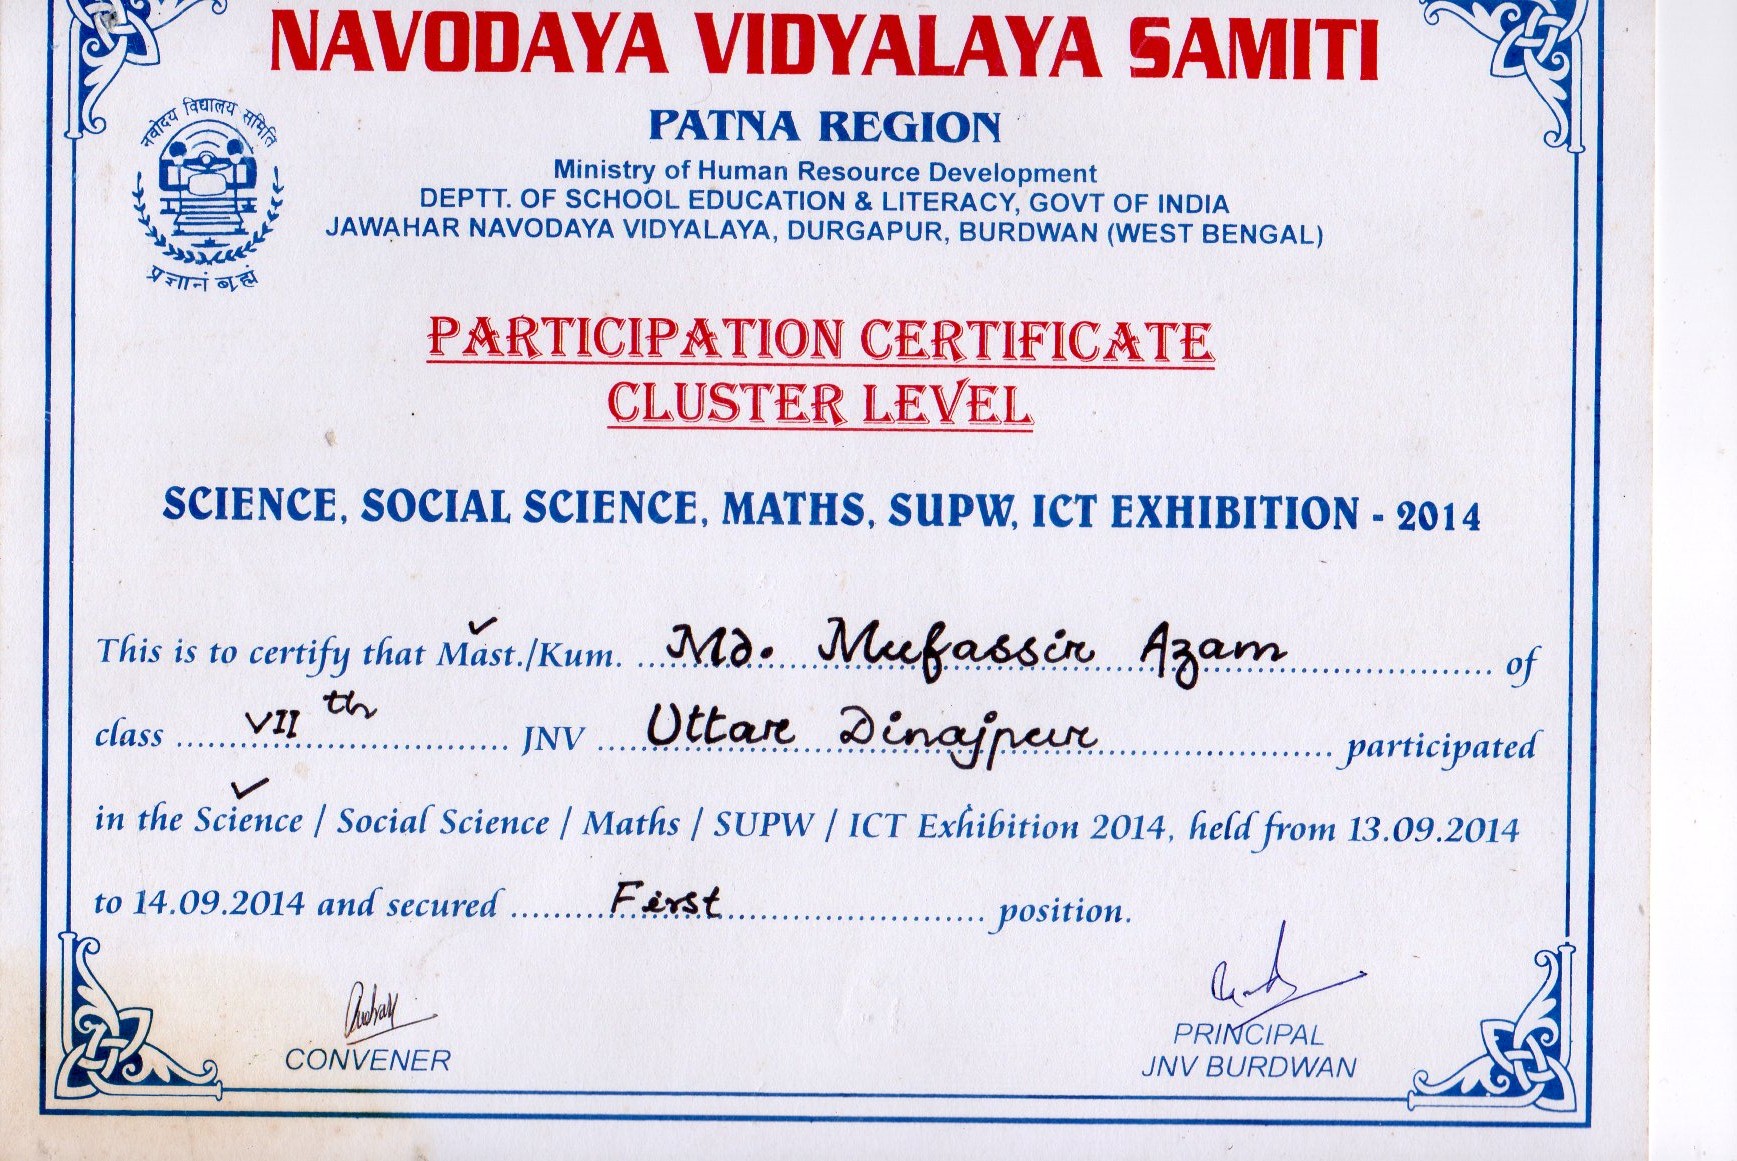 NAVODAYA VIDYALAYA SAMITI
नवोदय विद्यालय समिति
प्रज्ञानं ब्रह्म
PATNA REGION
Ministry of Human Resource Development
DEPTT. OF SCHOOL EDUCATION & LITERACY, GOVT OF INDIA
JAWAHAR NAVODAYA VIDYALAYA, DURGAPUR, BURDWAN (WEST BENGAL)
PARTICIPATION CERTIFICATE
CLUSTER LEVEL
SCIENCE, SOCIAL SCIENCE, MATHS, SUPW, ICT EXHIBITION - 2014
This is to certify that Mast./Kum. Md. Mufassir Azam of
class VII th JNV Uttar Dinajpur participated
in the Science / Social Science / Maths / SUPW / ICT Exhibition 2014, held from 13.09.2014
to 14.09.2014 and secured First position.
CONVENER
PRINCIPAL
JNV BURDWAN